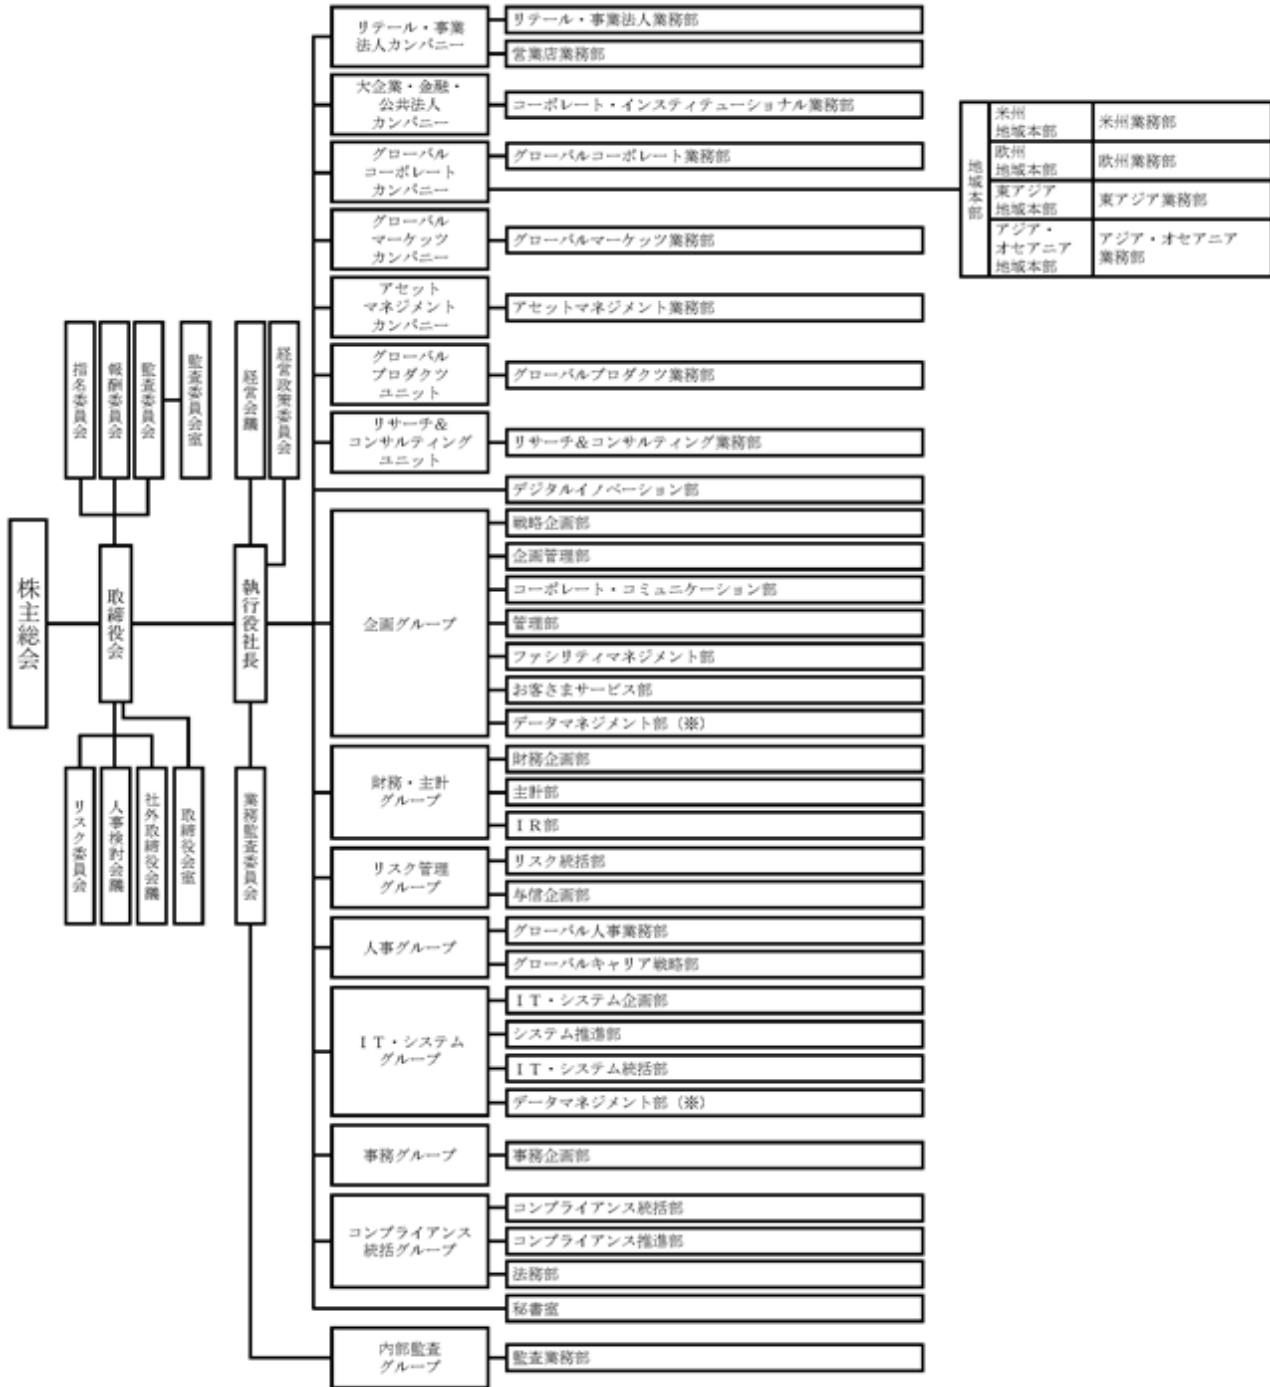 株主総会
指名委員会
報酬委員会
監査委員会
監査委員会室
取締役会
リスク委員会
人事検討会議
社外取締役会議
取締役会室
経営会議
経営政策委員会
執行役社長
業務監査委員会
リテール・事業
法人カンパニー
リテール・事業法人業務部
営業店業務部
大企業・金融・
公共法人
カンパニー
コーポレート・インスティテューショナル業務部
グローバル
コーポレート
カンパニー
グローバルコーポレート業務部
地域本部
米州
地域本部
米州業務部
欧州
地域本部
欧州業務部
東アジア
地域本部
東アジア業務部
アジア・
オセアニア
地域本部
アジア・オセアニア
業務部
グローバル
マーケッツ
カンパニー
グローバルマーケッツ業務部
アセット
マネジメント
カンパニー
アセットマネジメント業務部
グローバル
プロダクツ
ユニット
グローバルプロダクツ業務部
リサーチ&
コンサルティング
ユニット
リサーチ&コンサルティング業務部
デジタルイノベーション部
企画グループ
戦略企画部
企画管理部
コーポレート・コミュニケーション部
管理部
ファシリティマネジメント部
お客さまサービス部
データマネジメント部(※)
財務・主計
グループ
財務企画部
主計部
IR部
リスク管理
グループ
リスク統括部
与信企画部
人事グループ
グローバル人事業務部
グローバルキャリア戦略部
IT・システム
グループ
IT・システム企画部
システム推進部
IT・システム統括部
データマネジメント部(※)
事務グループ
事務企画部
コンプライアンス
統括グループ
コンプライアンス統括部
コンプライアンス推進部
法務部
秘書室
内部監査
グループ
監査業務部